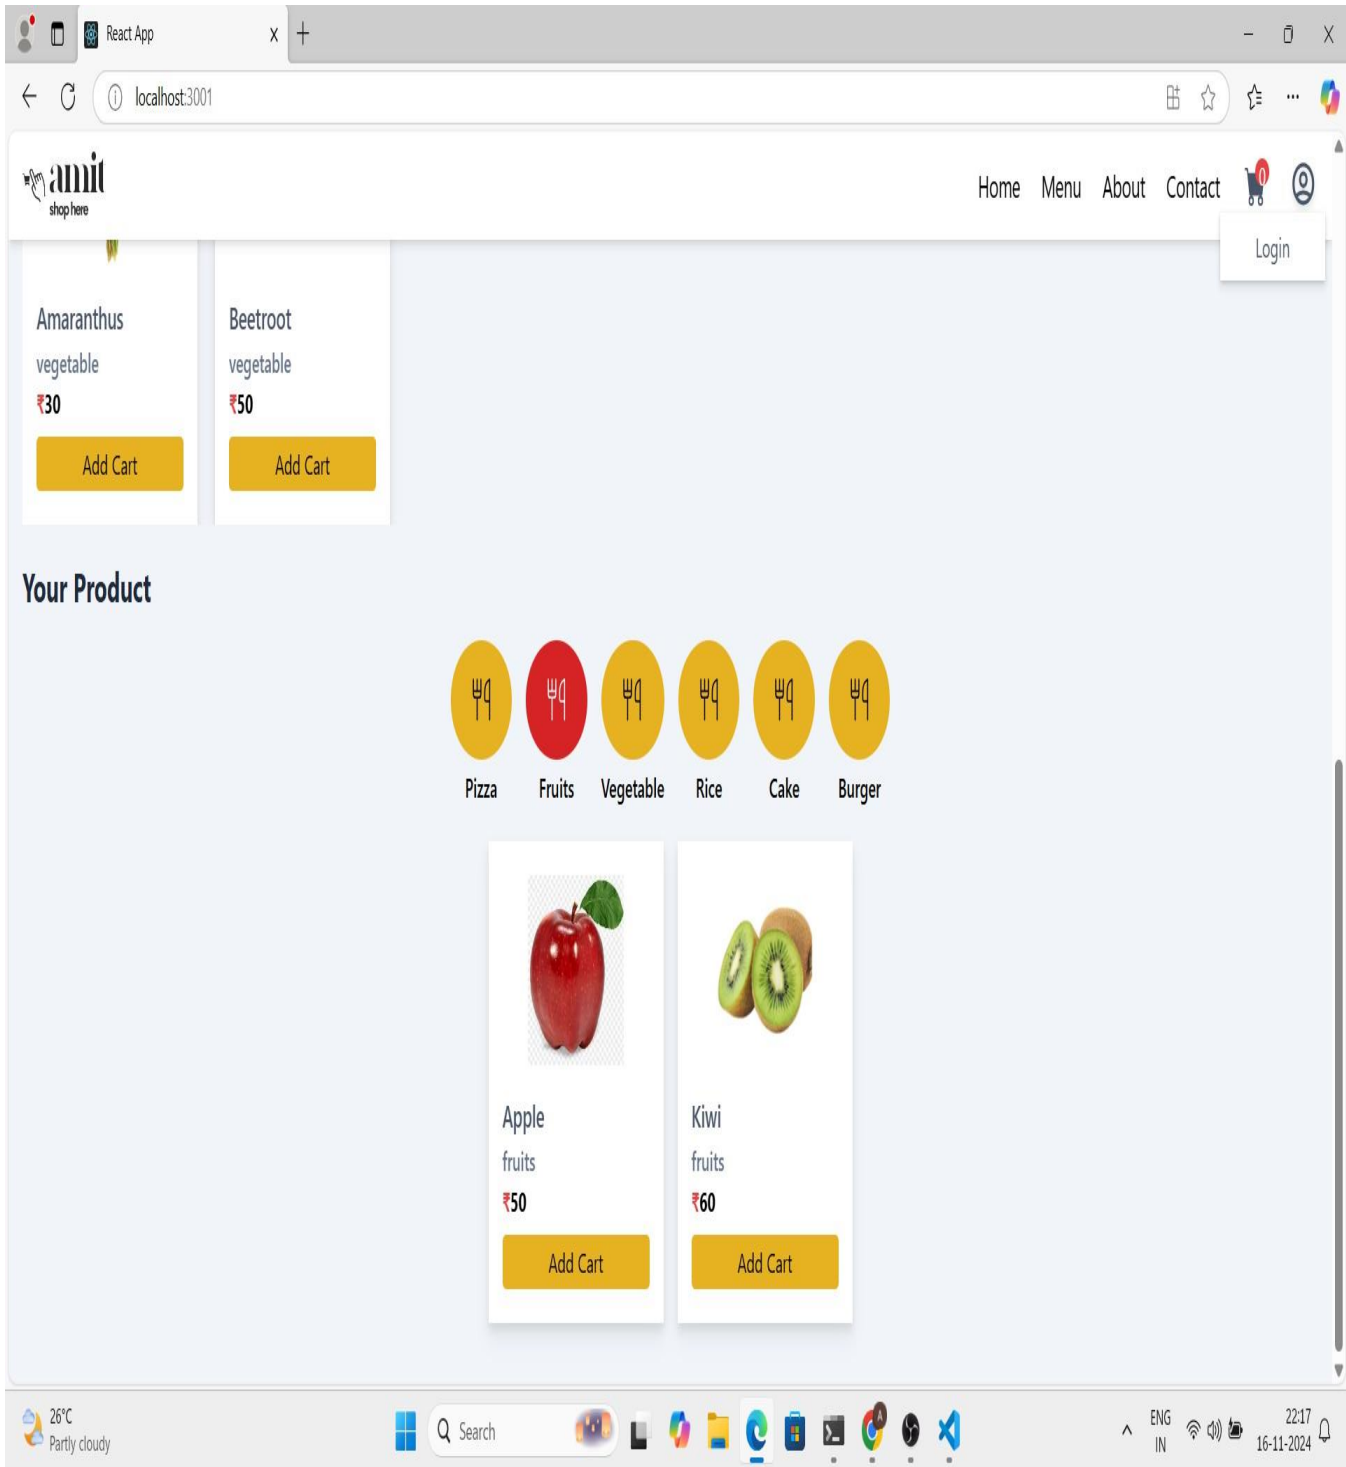 React App
localhost:3001
amit
shop here
Home Menu About Contact 0
Login
Amaranthus
vegetable
₹30
Add Cart
Beetroot
vegetable
₹50
Add Cart
Your Product
Pizza Fruits Vegetable Rice Cake Burger
Apple
fruits
₹50
Add Cart
Kiwi
fruits
₹60
Add Cart
26°C
Partly cloudy
Search
A
ENG
IN
22:17
16-11-2024